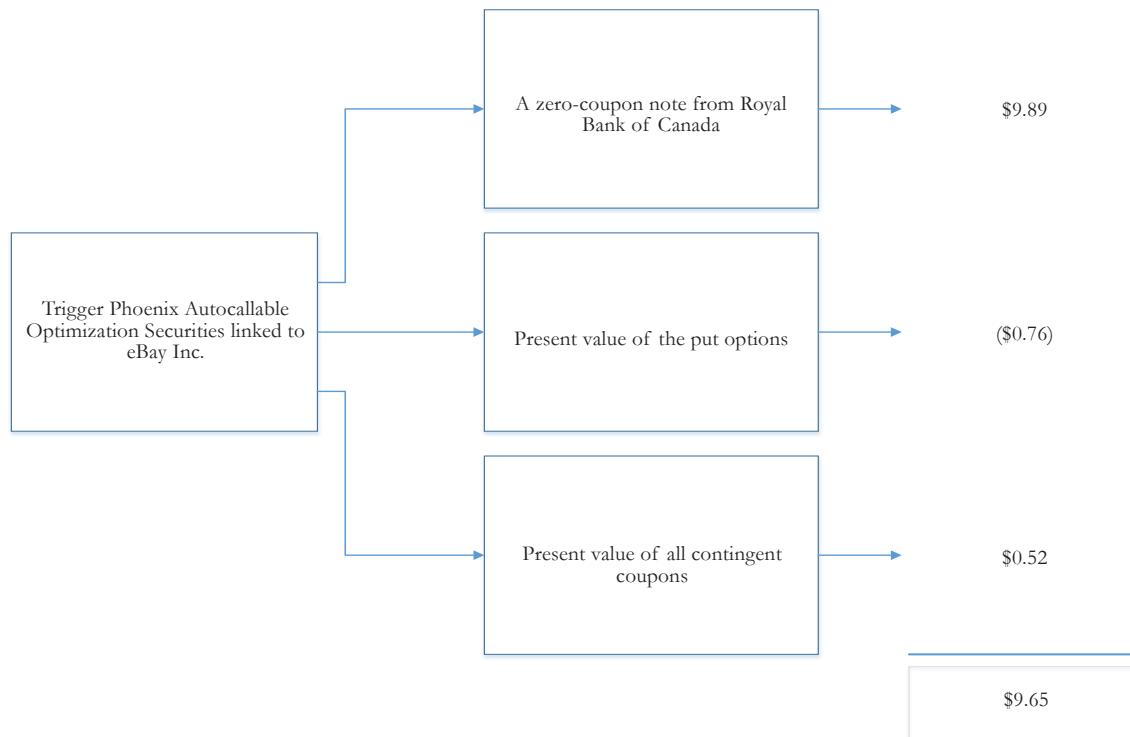 A zero-coupon note from Royal
Bank of Canada
$9.89
Trigger Phoenix Autocallable
Optimization Securities linked to
eBay Inc.
Present value of the put options
($0.76)
Present value of all contingent
coupons
$0.52
$9.65